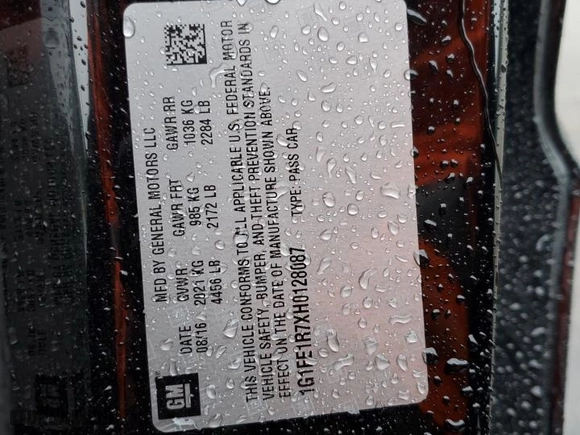 GM
MFD BY GENERAL MOTORS LLC
DATE GVWR GAWR FRT GAWR RR
08/16 2021 KG 985 KG 1036 KG
4456 LB 2172 LB 2284 LB
THIS VEHICLE CONFORMS TO ALL APPLICABLE U.S. FEDERAL MOTOR
VEHICLE SAFETY, BUMPER, AND THEFT PREVENTION STANDARDS IN
EFFECT ON THE DATE OF MANUFACTURE SHOWN ABOVE.
1G1FE1R7XH0128087 TYPE: PASS CAR